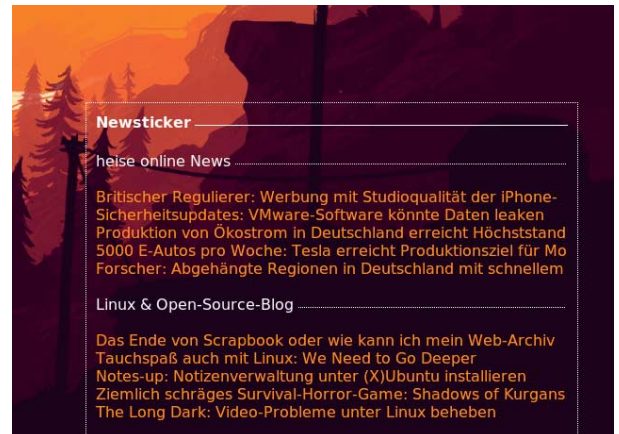 Newsticker
heise online News
Britischer Regulierer: Werbung mit Studioqualität der iPhone-
Sicherheitsupdates: VMware-Software könnte Daten leaken
Produktion von Ökostrom in Deutschland erreicht Höchststand
5000 E-Autos pro Woche: Tesla erreicht Produktionsziel für Mo
Forscher: Abgehängte Regionen in Deutschland mit schnellem
Linux & Open-Source-Blog
Das Ende von Scrapbook oder wie kann ich mein Web-Archiv
Tauchspaß auch mit Linux: We Need to Go Deeper
Notes-up: Notizenverwaltung unter (X)Ubuntu installieren
Ziemlich schräges Survival-Horror-Game: Shadows of Kurgans
The Long Dark: Video-Probleme unter Linux beheben